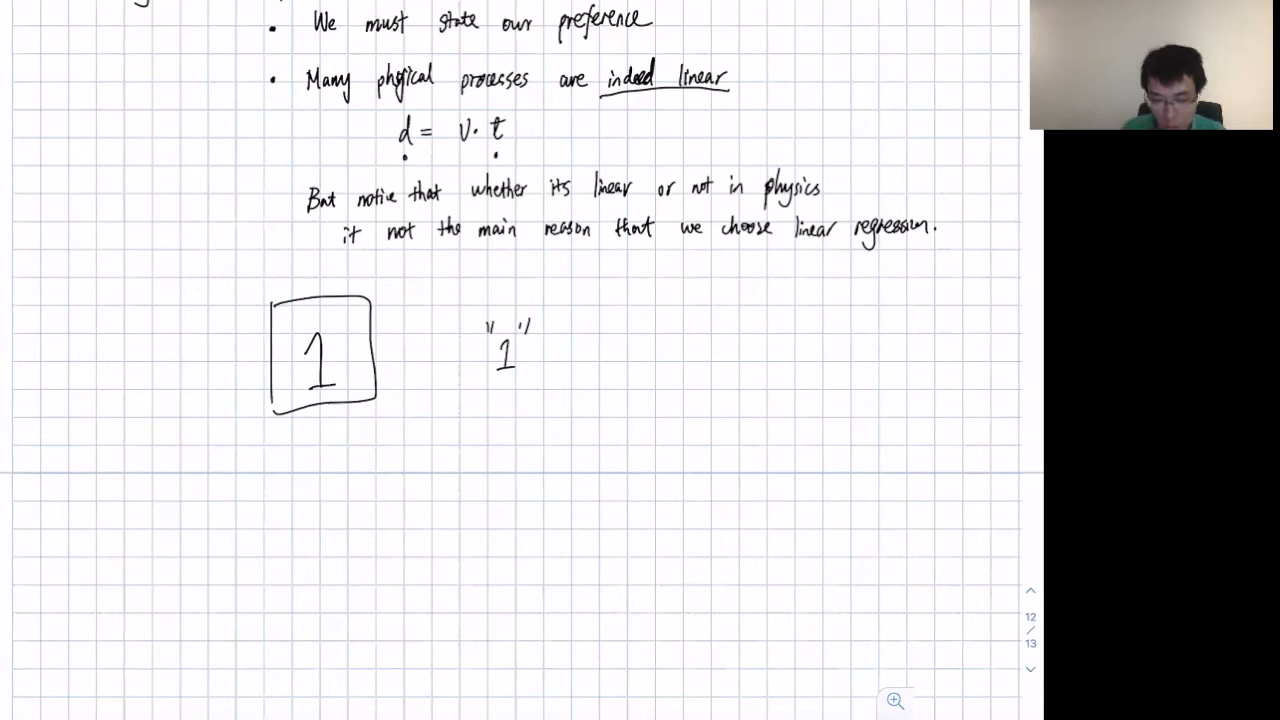 • We must state our preference
• Many physical processes are indeed linear
d = v · t
But notice that whether its linear or not in physics
it not the main reason that we choose linear regression.
1 "1"
12
/
13